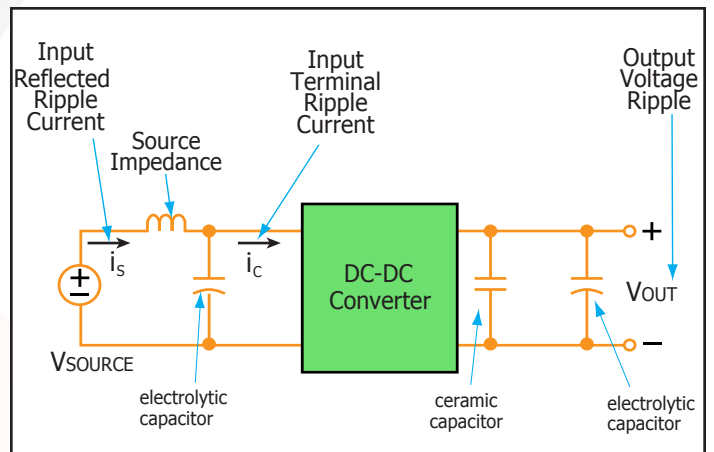 Input
Reflected
Ripple
Current
Source
Impedance
Input
Terminal
Ripple
Current
Output
Voltage
Ripple
iS
iC
DC-DC
Converter
+
−
+
VOUT
−
VSOURCE
electrolytic
capacitor
ceramic
capacitor
electrolytic
capacitor